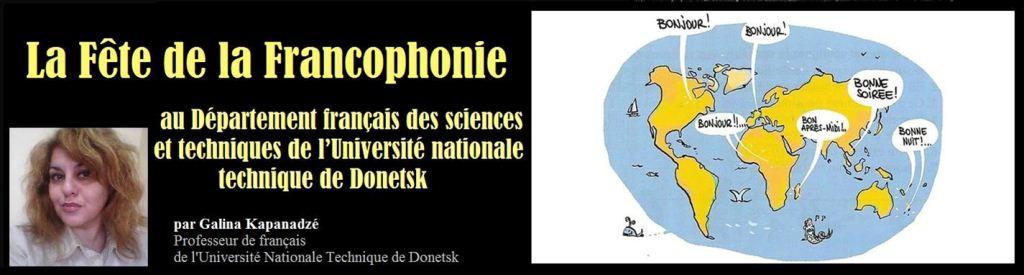 La Fête de la Francophonie
au Département français des sciences
et techniques de l'Université nationale
technique de Donetsk
par Galina Kapanadzé
Professeur de français
de l'Université Nationale Technique de Donetsk
BONJOUR!
BONJOUR!
BONNE
SOIRÉE!
BONJOUR!!...
BON
APRÈS-MIDI!..
BONNE
NUIT!...